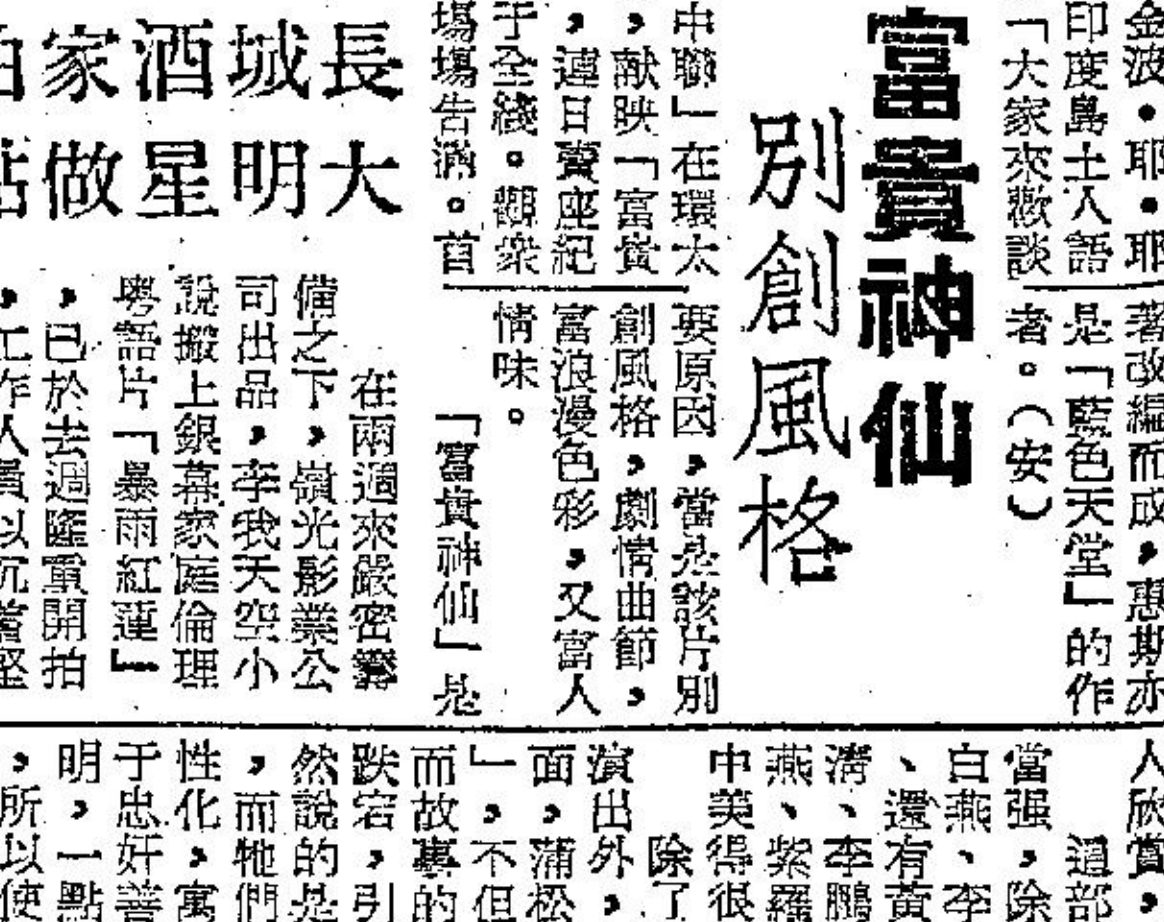 金波・耶・耶
印度島土人語
「大家來歡談
著改編而成，惠斯亦
是「藍色天堂」的作
者。（安）
富貴神仙
別創風格
中聯」在環太
，献映「富貴
，連日賣座紀
于全綫。觀衆
場場告滿。首
要原因，當是該片別
創風格，劇情曲節，
富浪漫色彩，又富人
情味。
「富貴神仙」是
長城酒家拍
大明星做點
在兩週來嚴密籌
備之下，嶺光影業公
司出品，李我天空小
說搬上銀幕家庭倫理
粵語片「暴雨紅蓮」
，已於去週隆重開拍
，工作人員以沉着堅
人欣賞，
這部
當强，除
白燕、李
、還有黃
清、李鵬
燕、紫羅
中美得很
除了
演出外，
面，蒲松
」，不但
而故事的
跌宕，引
然說的是
，而牠們
性化，寓
于忠奸善
明，一點
，所以使